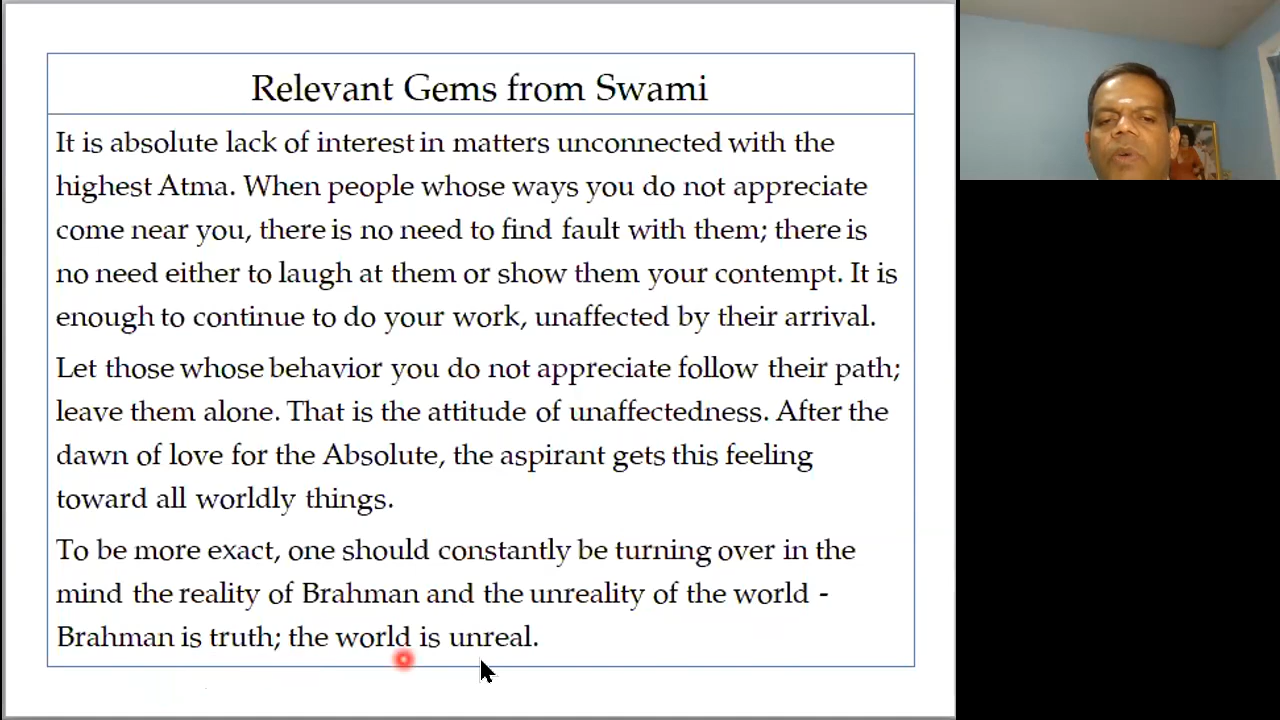 Relevant Gems from Swami
It is absolute lack of interest in matters unconnected with the
highest Atma. When people whose ways you do not appreciate
come near you, there is no need to find fault with them; there is
no need either to laugh at them or show them your contempt. It is
enough to continue to do your work, unaffected by their arrival.
Let those whose behavior you do not appreciate follow their path;
leave them alone. That is the attitude of unaffectedness. After the
dawn of love for the Absolute, the aspirant gets this feeling
toward all worldly things.
To be more exact, one should constantly be turning over in the
mind the reality of Brahman and the unreality of the world -
Brahman is truth; the world is unreal.